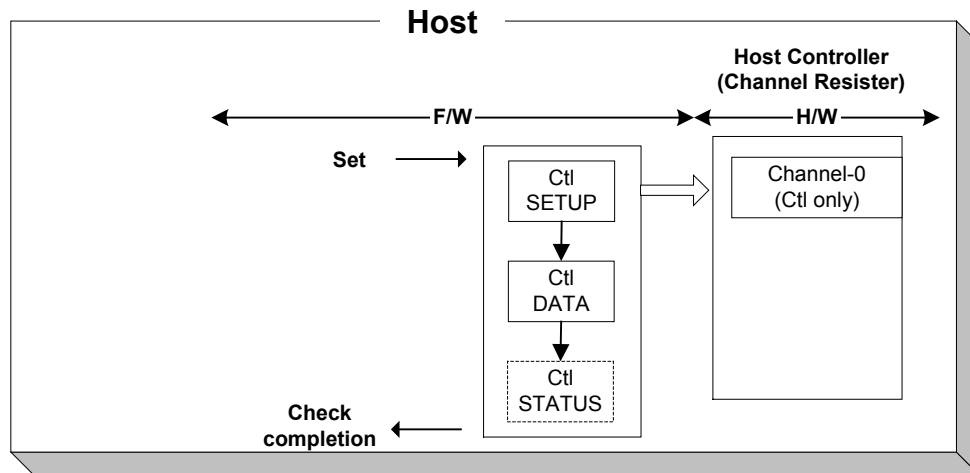 Host
Host Controller
(Channel Resister)
F/W
H/W
Set
Ctl
SETUP
Channel-0
(Ctl only)
Ctl
DATA
Ctl
STATUS
Check
completion